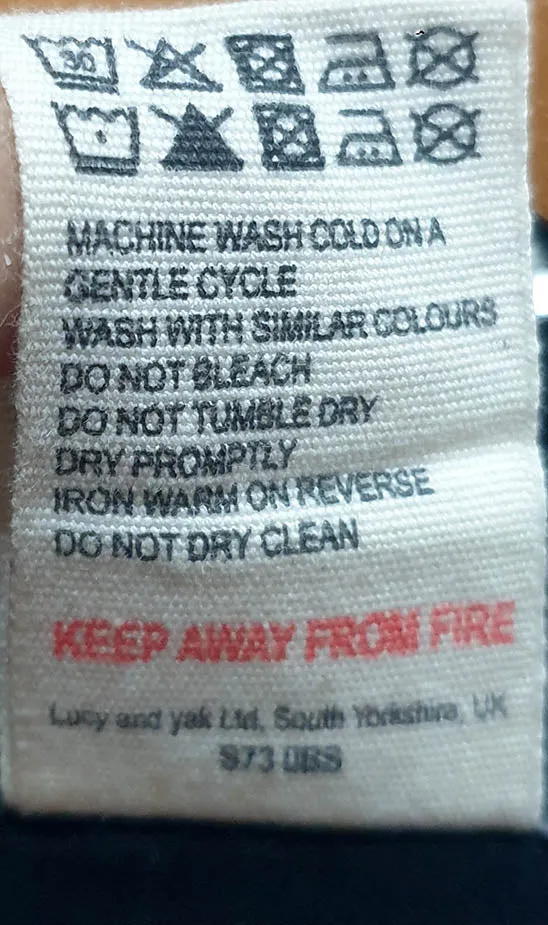 30
MACHINE WASH COLD ON A
GENTLE CYCLE
WASH WITH SIMILAR COLOURS
DO NOT BLEACH
DO NOT TUMBLE DRY
DRY PROMPTLY
IRON WARM ON REVERSE
DO NOT DRY CLEAN
KEEP AWAY FROM FIRE
Lucy and yak Ltd, South Yorkshire, UK
S73 0BS